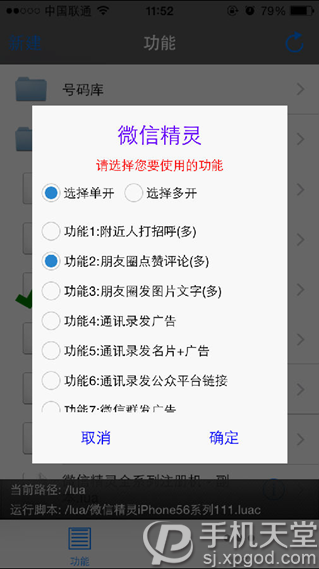 中国联通
11:52
79%
功能
号码库
微信精灵
请选择您要使用的功能
选择单开 选择多开
功能1:附近人打招呼(多)
功能2:朋友圈点赞评论(多)
功能3:朋友圈发图片文字(多)
功能4:通讯录发广告
功能5:通讯录发名片+广告
功能6:通讯录发公众平台链接
功能7:微信群发广告
取消 确定
当前路径: /lua
运行脚本: /lua/微信精灵iPhone56系列111.luac
功能
手机天堂
sj.xpgod.com